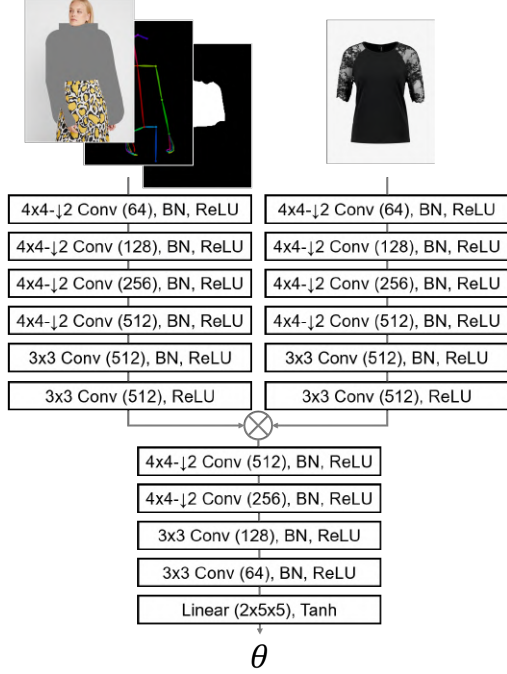 4x4-↓2 Conv (64), BN, ReLU
4x4-↓2 Conv (128), BN, ReLU
4x4-↓2 Conv (256), BN, ReLU
4x4-↓2 Conv (512), BN, ReLU
3x3 Conv (512), BN, ReLU
3x3 Conv (512), ReLU
4x4-↓2 Conv (64), BN, ReLU
4x4-↓2 Conv (128), BN, ReLU
4x4-↓2 Conv (256), BN, ReLU
4x4-↓2 Conv (512), BN, ReLU
3x3 Conv (512), BN, ReLU
3x3 Conv (512), ReLU
4x4-↓2 Conv (512), BN, ReLU
4x4-↓2 Conv (256), BN, ReLU
3x3 Conv (128), BN, ReLU
3x3 Conv (64), BN, ReLU
Linear (2x5x5), Tanh
θ